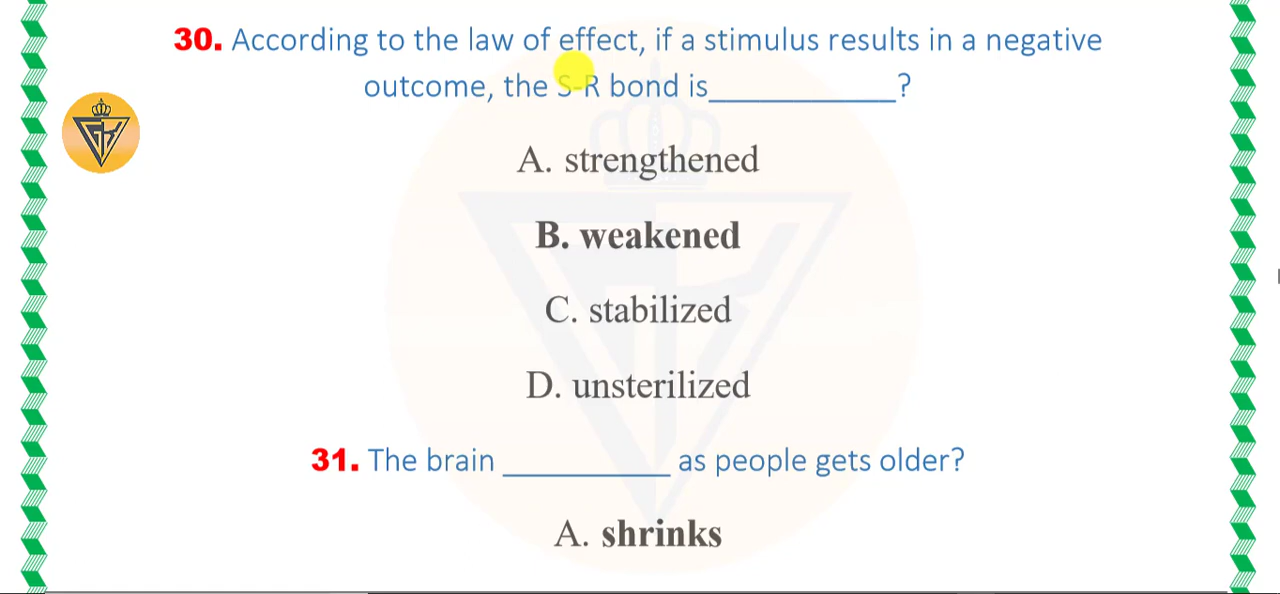 30. According to the law of effect, if a stimulus results in a negative
outcome, the S-R bond is____________?
A. strengthened
B. weakened
C. stabilized
D. unsterilized
31. The brain ___________ as people gets older?
A. shrinks